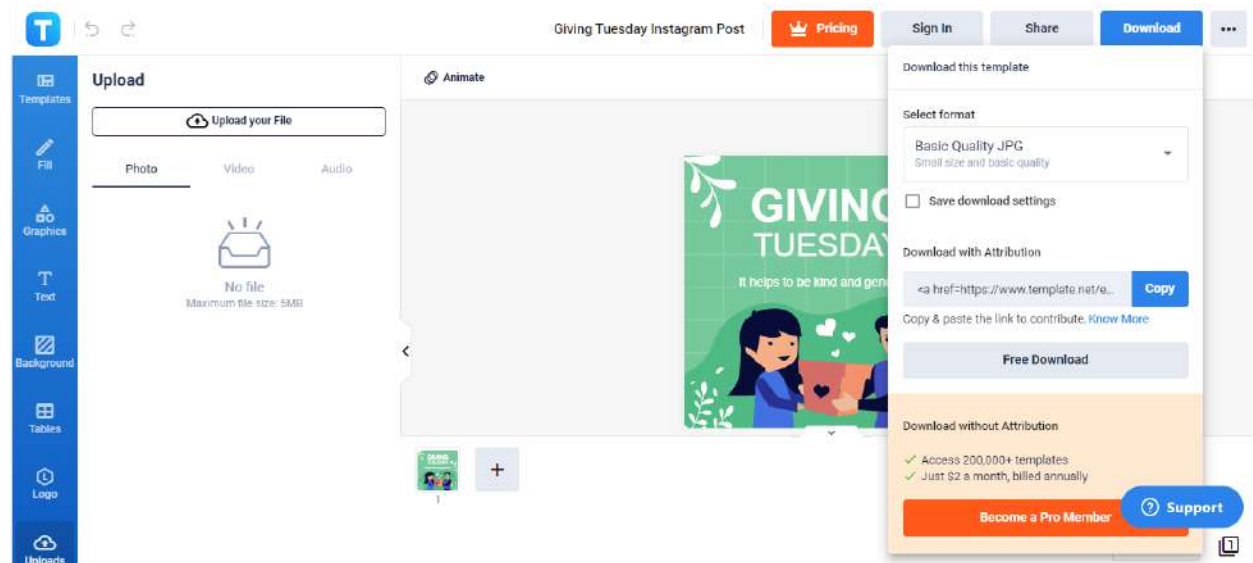 T
Giving Tuesday Instagram Post
Pricing
Sign In
Share
Download
Templates
Fill
Graphics
T
Text
Background
Tables
L
Logo
Uploads
Upload
Upload your File
Photo
Video
Audio
No file
Maximum file size: 5MB
Animate
GIVING
TUESDAY
It helps to be kind and gen
GIVING
TUESDAY
1
+
Download this template
Select format
Basic Quality JPG
Small size and basic quality
Save download settings
Download with Attribution
<a href=https://www.template.net/e...
Copy
Copy & paste the link to contribute. Know More
Free Download
Download without Attribution
Access 200,000+ templates
Just $2 a month, billed annually
Become a Pro Member
Support
1